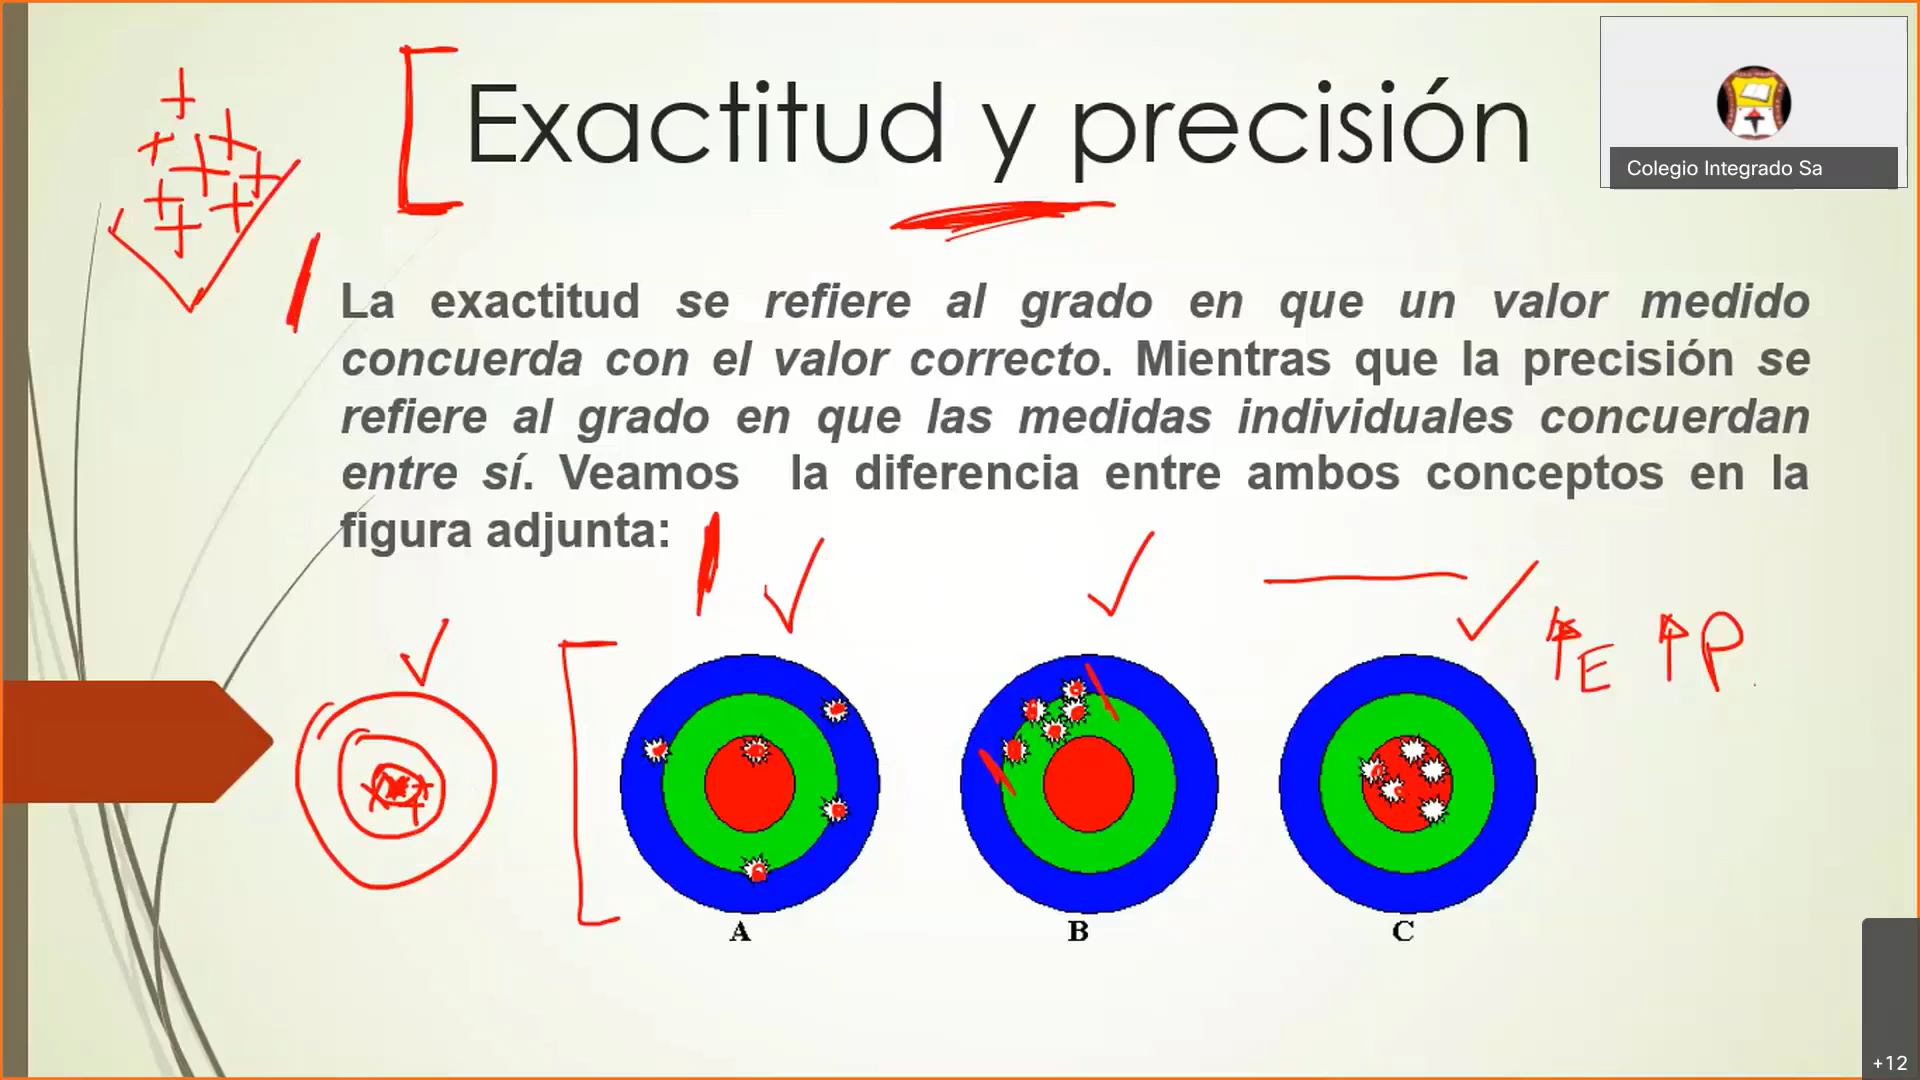 Exactitud y precisión
Colegio Integrado Sa
La exactitud se refiere al grado en que un valor medido
concuerda con el valor correcto. Mientras que la precisión se
refiere al grado en que las medidas individuales concuerdan
entre sí. Veamos la diferencia entre ambos conceptos en la
figura adjunta:
↑E ↑P
A B C
+12